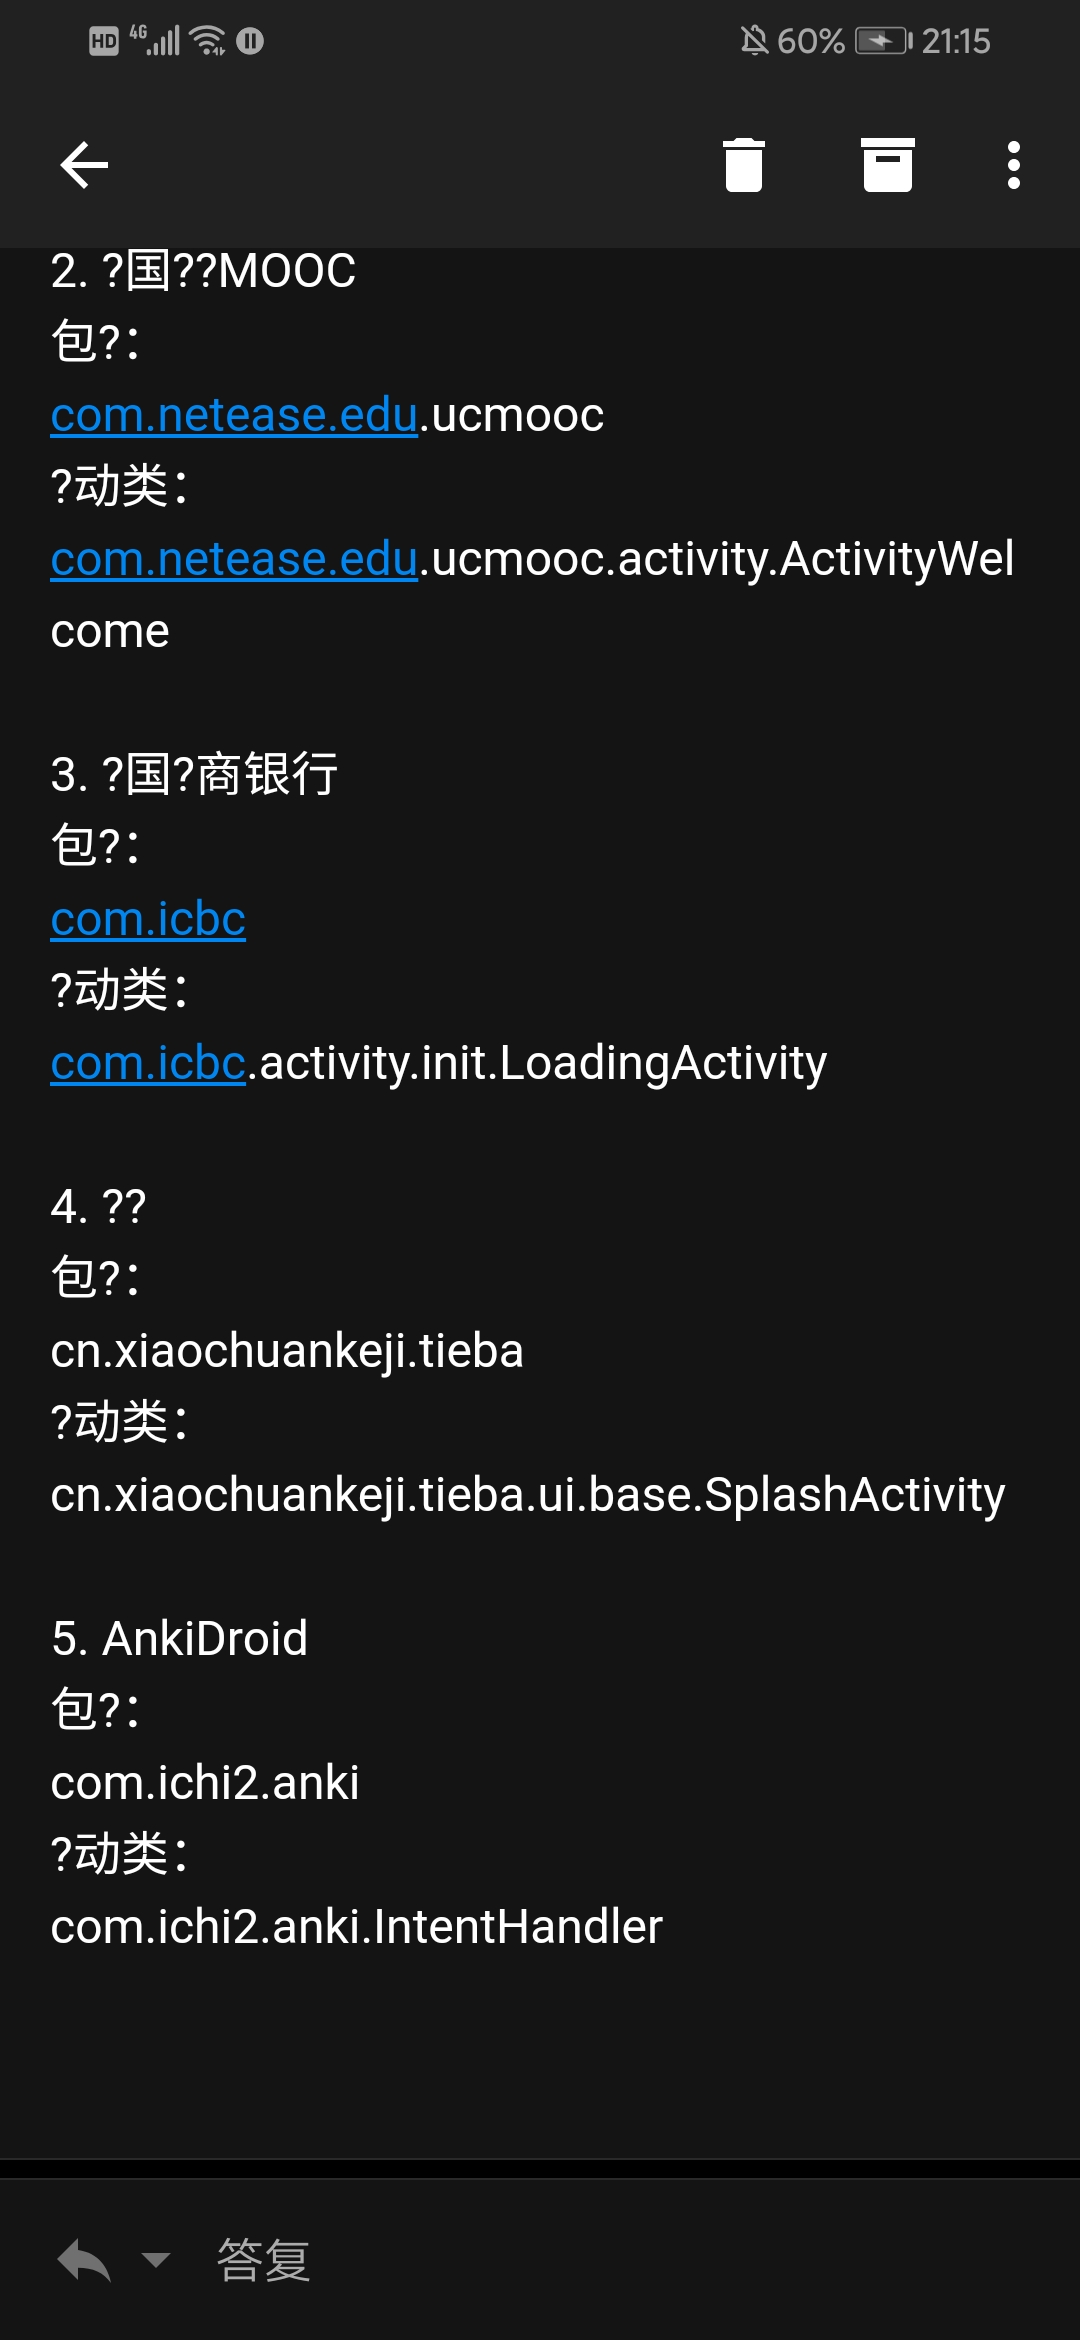 HD 4G 60% 21:15
2. ?国??MOOC
包?：
com.netease.edu.ucmooc
?动类：
com.netease.edu.ucmooc.activity.ActivityWel
come
3. ?国?商银行
包?：
com.icbc
?动类：
com.icbc.activity.init.LoadingActivity
4. ??
包?：
cn.xiaochuankeji.tieba
?动类：
cn.xiaochuankeji.tieba.ui.base.SplashActivity
5. AnkiDroid
包?：
com.ichi2.anki
?动类：
com.ichi2.anki.IntentHandler
答复